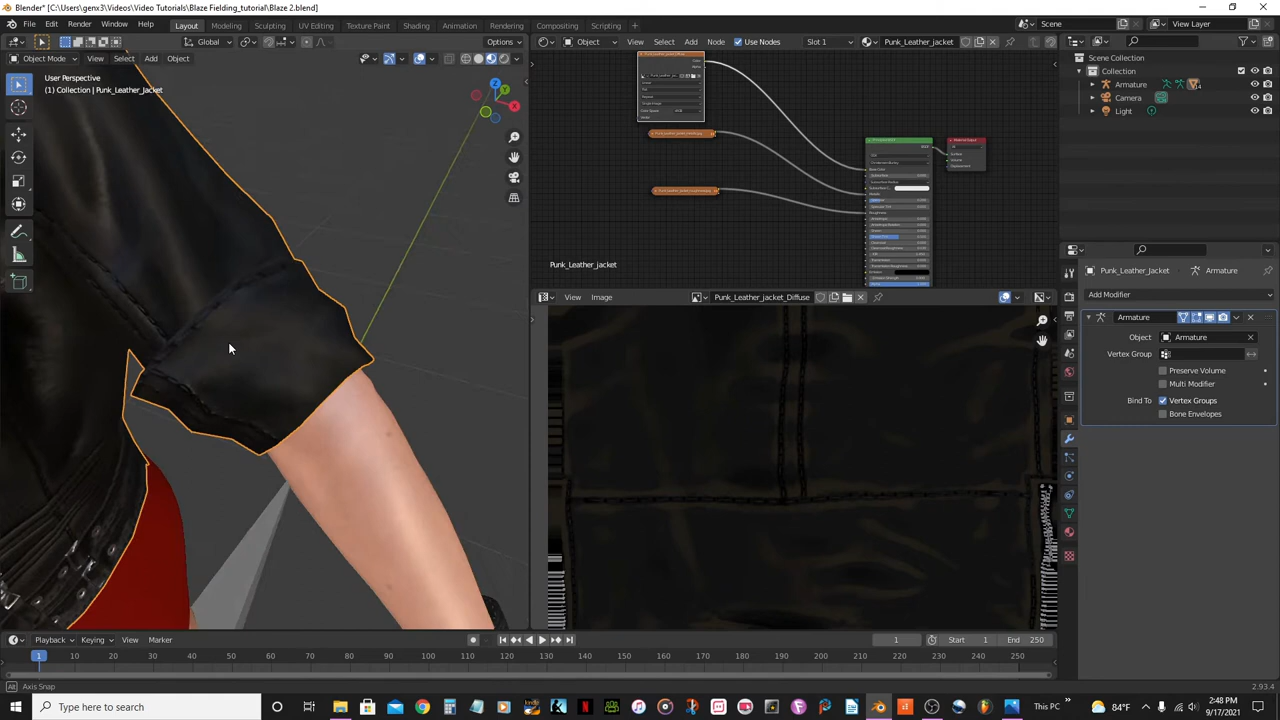 Blender* [C:\Users\genx3\Videos\Video Tutorials\Blaze Fielding_tutorial\Blaze 2.blend]
File Edit Render Window Help Layout Modeling Sculpting UV Editing Texture Paint Shading Animation Rendering Compositing Scripting Scene View Layer
Global Options Object View Select Add Node Use Nodes Slot 1 Punk_Leather_jacket
Object Mode View Select Add Object
User Perspective
(1) Collection | Punk_Leather_Jacket
Scene Collection
Collection
Armature
Camera
Light
Base Color
Metallic
Roughness
Punk_Leather_jacket
View Image Punk_Leather_jacket_Diffuse
Punk_Leather_Jacket Armature
Add Modifier
Armature
Object Armature
Vertex Group
Preserve Volume
Multi Modifier
Bind To Vertex Groups
Bone Envelopes
Playback Keying View Marker 1 Start 1 End 250
1 10 20 30 40 50 60 70 80 90 100 110 120 130 140 150 160 170 180 190 200 210 220 230 240 250
Axis Snap 2.93.4
Type here to search This PC 84°F 2:48 PM
9/17/2021